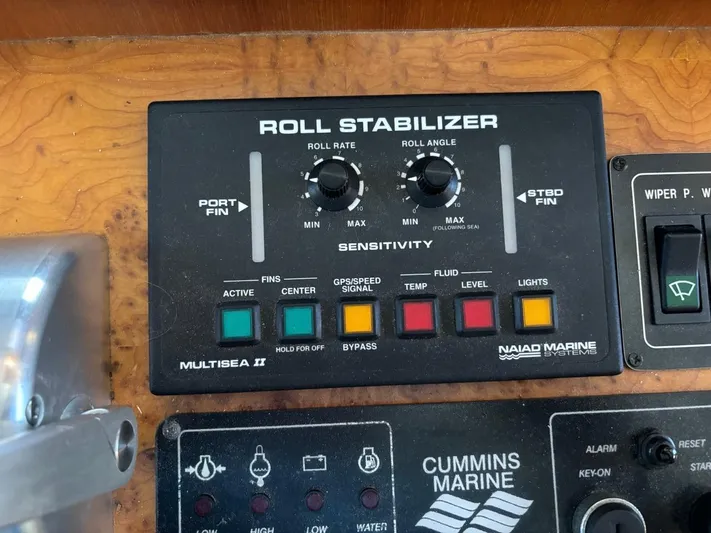 ROLL STABILIZER
ROLL RATE
ROLL ANGLE
PORT
FIN
STBD
FIN
MIN
MAX
MIN
MAX
(FOLLOWING SEA)
SENSITIVITY
FINS
ACTIVE
CENTER
GPS/SPEED
SIGNAL
FLUID
TEMP
LEVEL
LIGHTS
HOLD FOR OFF
BYPASS
MULTISEA II
NAIAD MARINE
SYSTEMS
WIPER P. W
CUMMINS
MARINE
LOW
HIGH
LOW
WATER
ALARM
RESET
KEY-ON
STAR